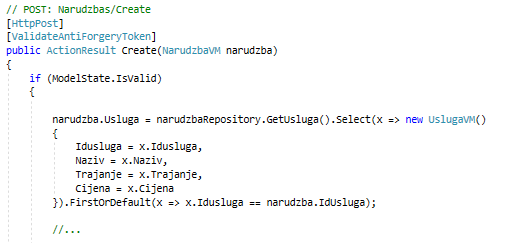 // POST: Narudzbas/Create
[HttpPost]
[ValidateAntiForgeryToken]
public ActionResult Create(NarudzbaVM narudzba)
{
    if (ModelState.IsValid)
    {

        narudzba.Usluga = narudzbaRepository.GetUsluga().Select(x => new UslugaVM()
        {
            Idusluga = x.Idusluga,
            Naziv = x.Naziv,
            Trajanje = x.Trajanje,
            Cijena = x.Cijena
        }).FirstOrDefault(x => x.Idusluga == narudzba.IdUsluga);

        //...